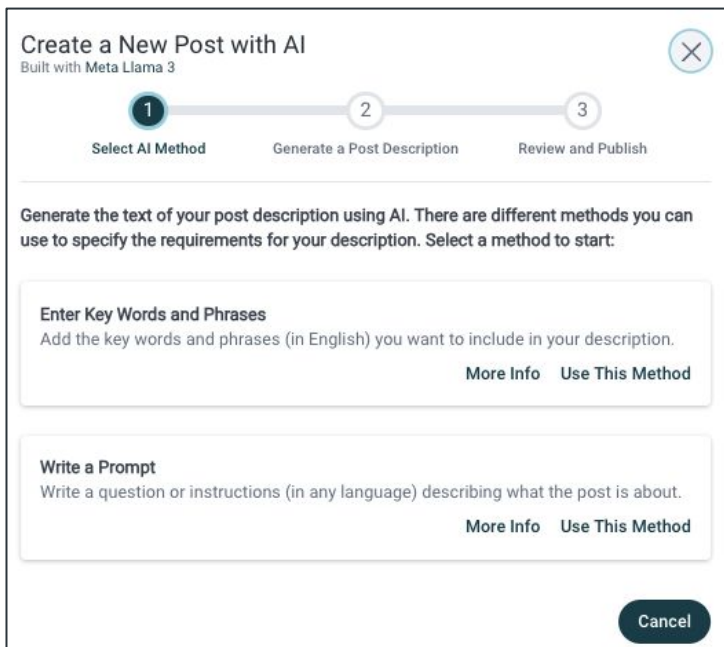 Create a New Post with AI
Built with Meta Llama 3
1 2 3
Select AI Method Generate a Post Description Review and Publish
Generate the text of your post description using AI. There are different methods you can
use to specify the requirements for your description. Select a method to start:
Enter Key Words and Phrases
Add the key words and phrases (in English) you want to include in your description.
More Info Use This Method
Write a Prompt
Write a question or instructions (in any language) describing what the post is about.
More Info Use This Method
Cancel